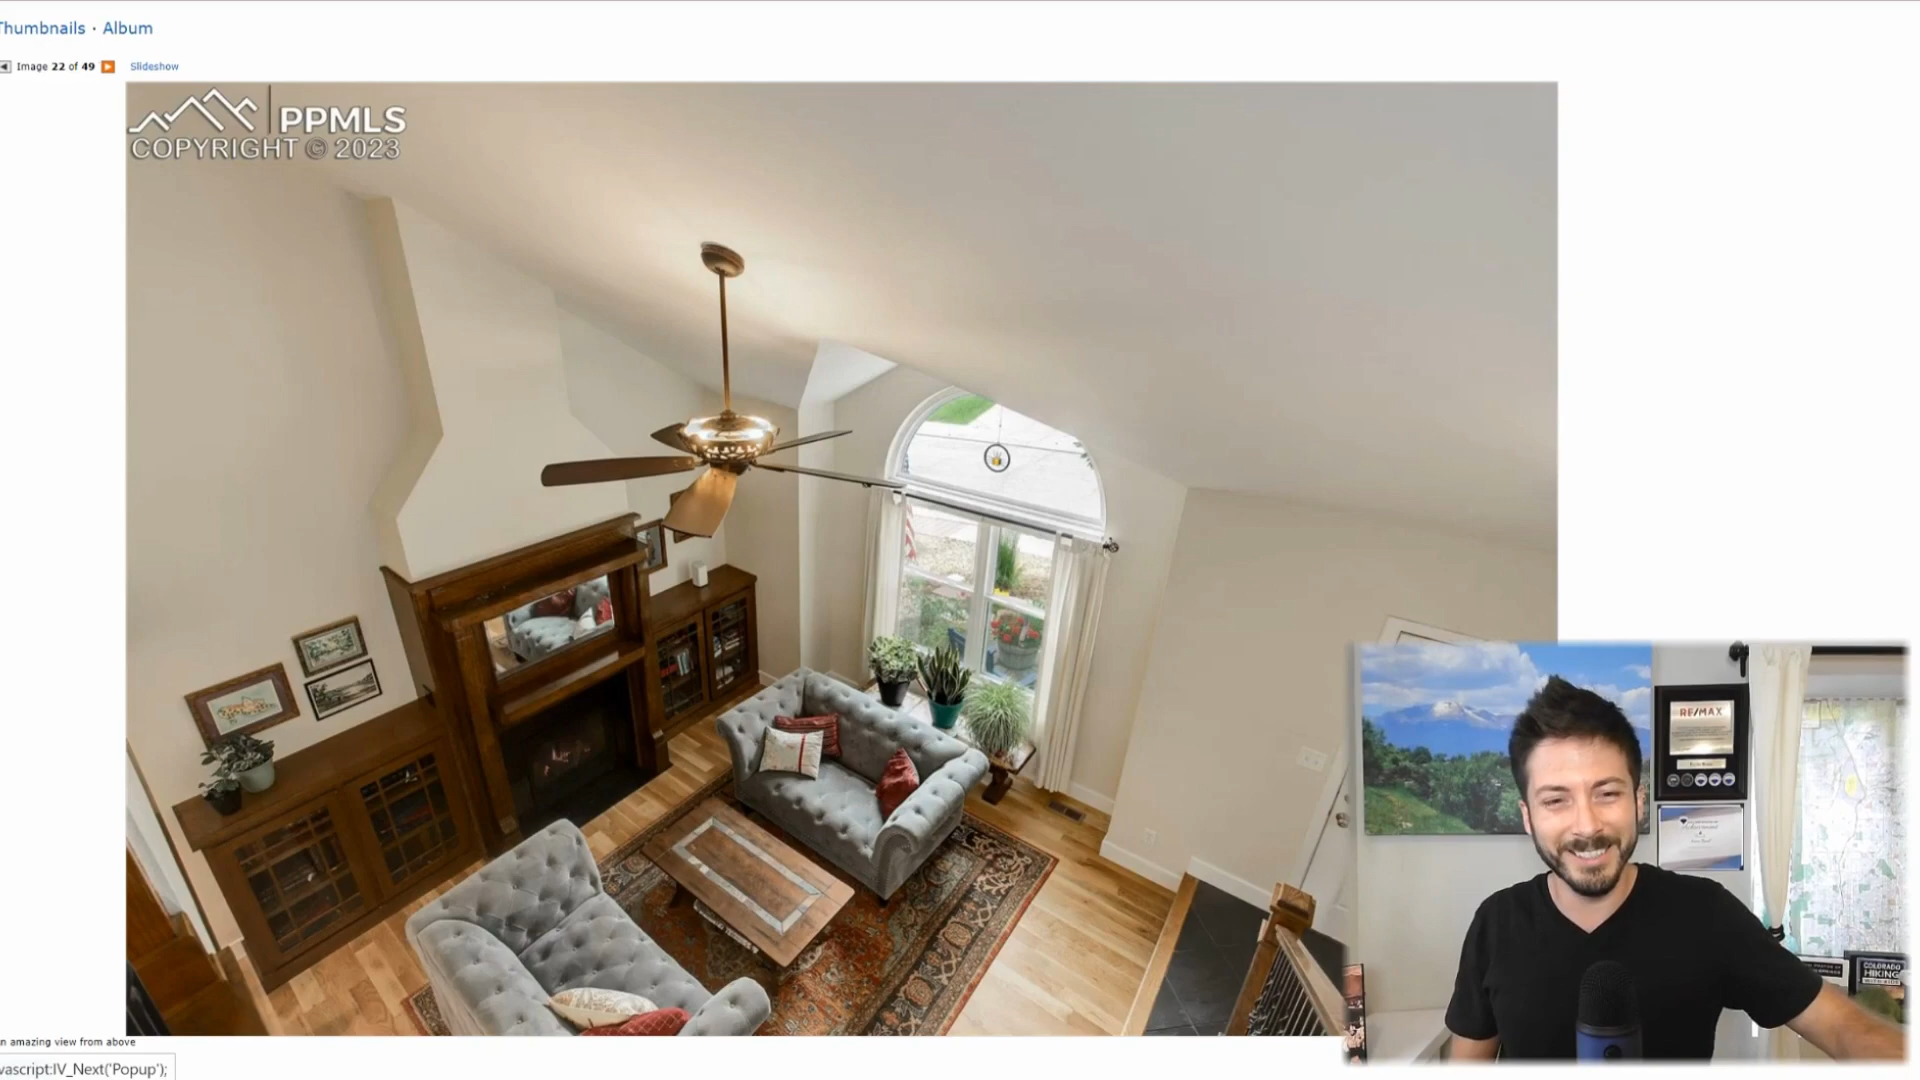 Thumbnails · Album
Image 22 of 49
Slideshow
PPMLS
COPYRIGHT © 2023
RE/MAX
COLORADO
HIKING
an amazing view from above
vascript:IV_Next('Popup');